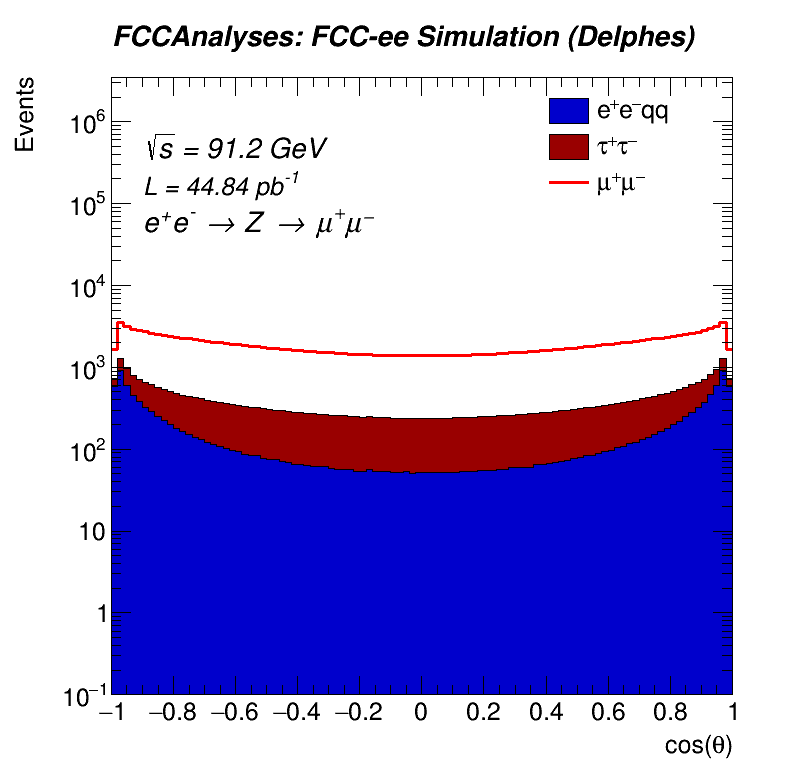 FCCAnalyses: FCC-ee Simulation (Delphes)
Events
10⁶
10⁵
10⁴
10³
10²
10
1
10⁻¹
√s = 91.2 GeV
L = 44.84 pb⁻¹
e⁺e⁻ → Z → μ⁺μ⁻
e⁺e⁻qq
τ⁺τ⁻
μ⁺μ⁻
−1 −0.8 −0.6 −0.4 −0.2 0 0.2 0.4 0.6 0.8 1
cos(θ)